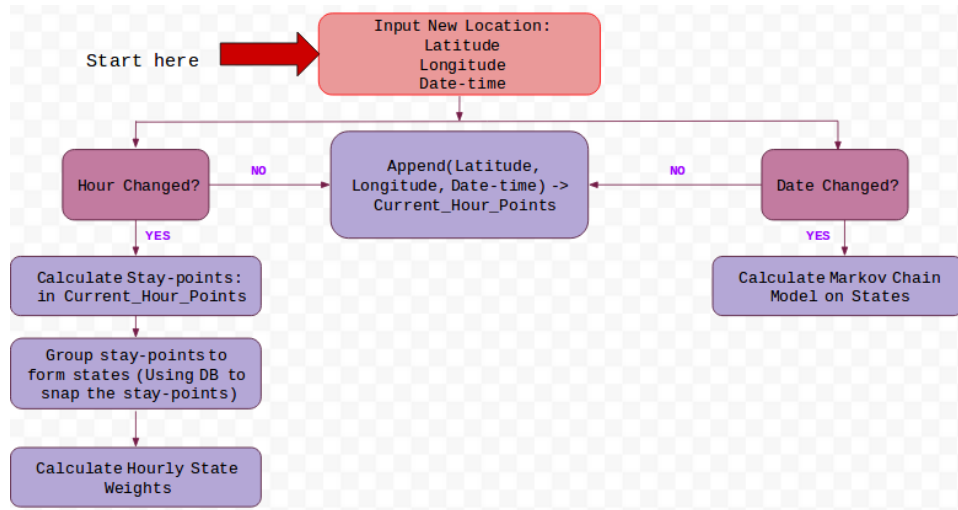 Start here
Input New Location:
Latitude
Longitude
Date-time
Hour Changed?
NO
Append(Latitude,
Longitude, Date-time) ->
Current_Hour_Points
NO
Date Changed?
YES
YES
Calculate Stay-points:
in Current_Hour_Points
Calculate Markov Chain
Model on States
Group stay-points to
form states (Using DB to
snap the stay-points)
Calculate Hourly State
Weights